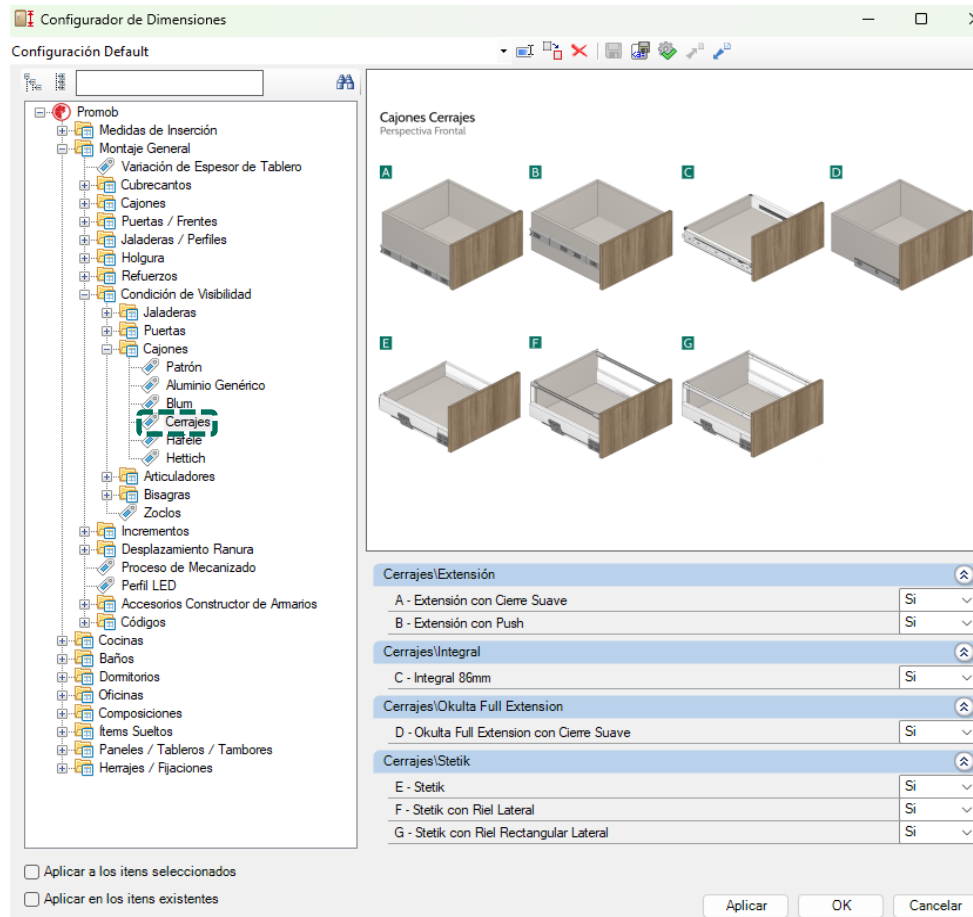 Configurador de Dimensiones
Configuración Default
Promob
Medidas de Inserción
Montaje General
Variación de Espesor de Tablero
Cubrecantos
Cajones
Puertas / Frentes
Jaladeras / Perfiles
Holgura
Refuerzos
Condición de Visibilidad
Jaladeras
Puertas
Cajones
Patrón
Aluminio Genérico
Blum
Cerrajes
Häfele
Hettich
Articuladores
Bisagras
Zoclos
Incrementos
Desplazamiento Ranura
Proceso de Mecanizado
Perfil LED
Accesorios Constructor de Armarios
Códigos
Cocinas
Baños
Dormitorios
Oficinas
Composiciones
Ítems Sueltos
Paneles / Tableros / Tambores
Herrajes / Fijaciones
Cajones Cerrajes
Perspectiva Frontal
A B C D
E F G
Cerrajes\Extensión
A - Extensión con Cierre Suave Si
B - Extensión con Push Si
Cerrajes\Integral
C - Integral 86mm Si
Cerrajes\Okulta Full Extension
D - Okulta Full Extension con Cierre Suave Si
Cerrajes\Stetik
E - Stetik Si
F - Stetik con Riel Lateral Si
G - Stetik con Riel Rectangular Lateral Si
Aplicar a los itens seleccionados
Aplicar en los itens existentes
Aplicar OK Cancelar